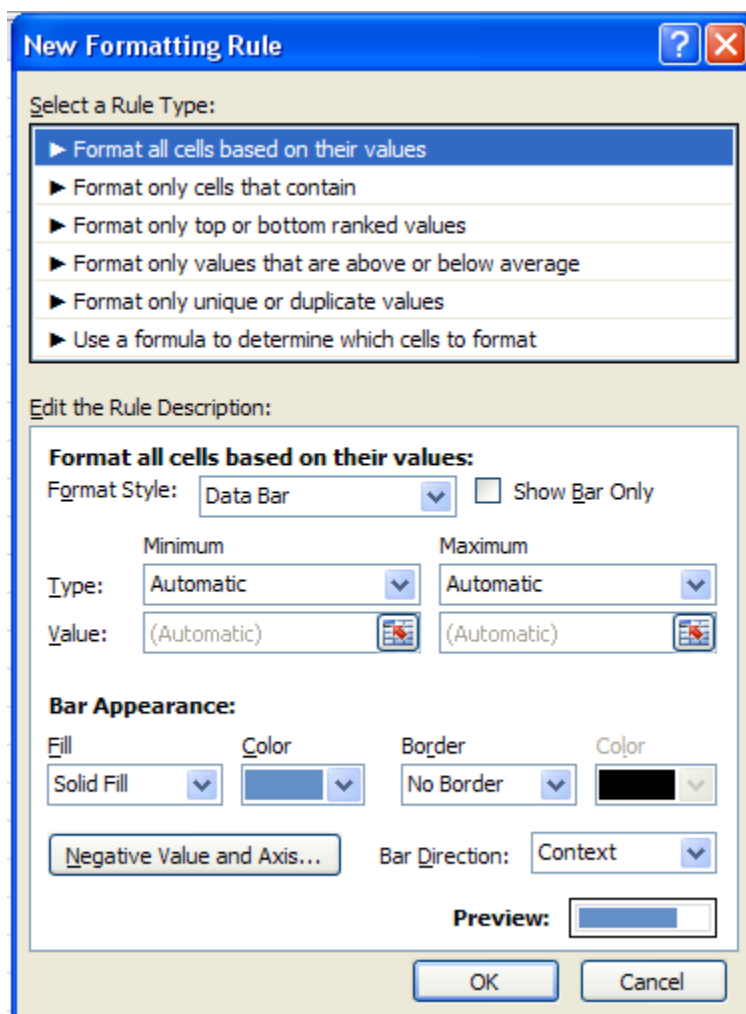 New Formatting Rule ?
Select a Rule Type:
► Format all cells based on their values
► Format only cells that contain
► Format only top or bottom ranked values
► Format only values that are above or below average
► Format only unique or duplicate values
► Use a formula to determine which cells to format
Edit the Rule Description:
Format all cells based on their values:
Format Style: Data Bar Show Bar Only
Minimum Maximum
Type: Automatic Automatic
Value: (Automatic) (Automatic)
Bar Appearance:
Fill Color Border Color
Solid Fill No Border
Negative Value and Axis... Bar Direction: Context
Preview:
OK Cancel